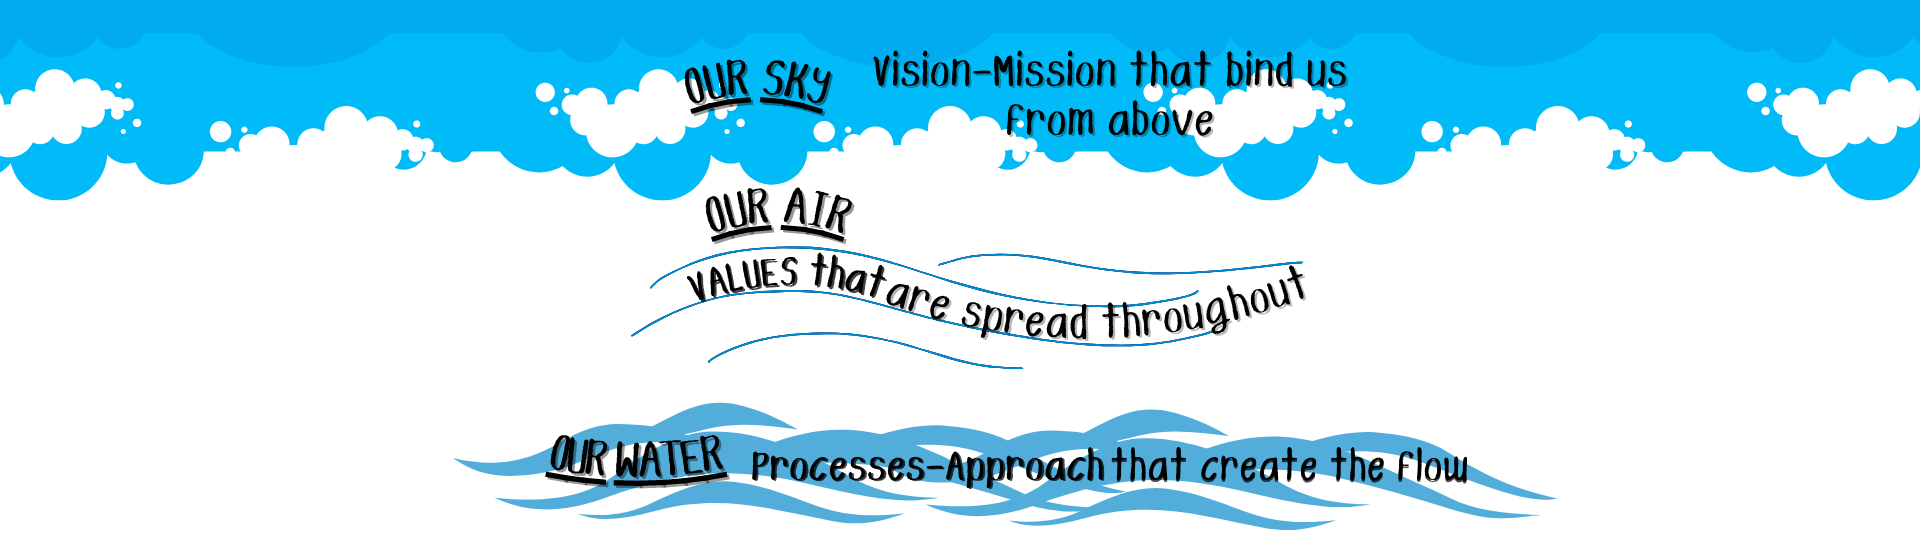 OUR SKY
Vision-Mission that bind us
from above
OUR AIR
VALUES that are spread throughout
OUR WATER
Processes-Approach that create the flow